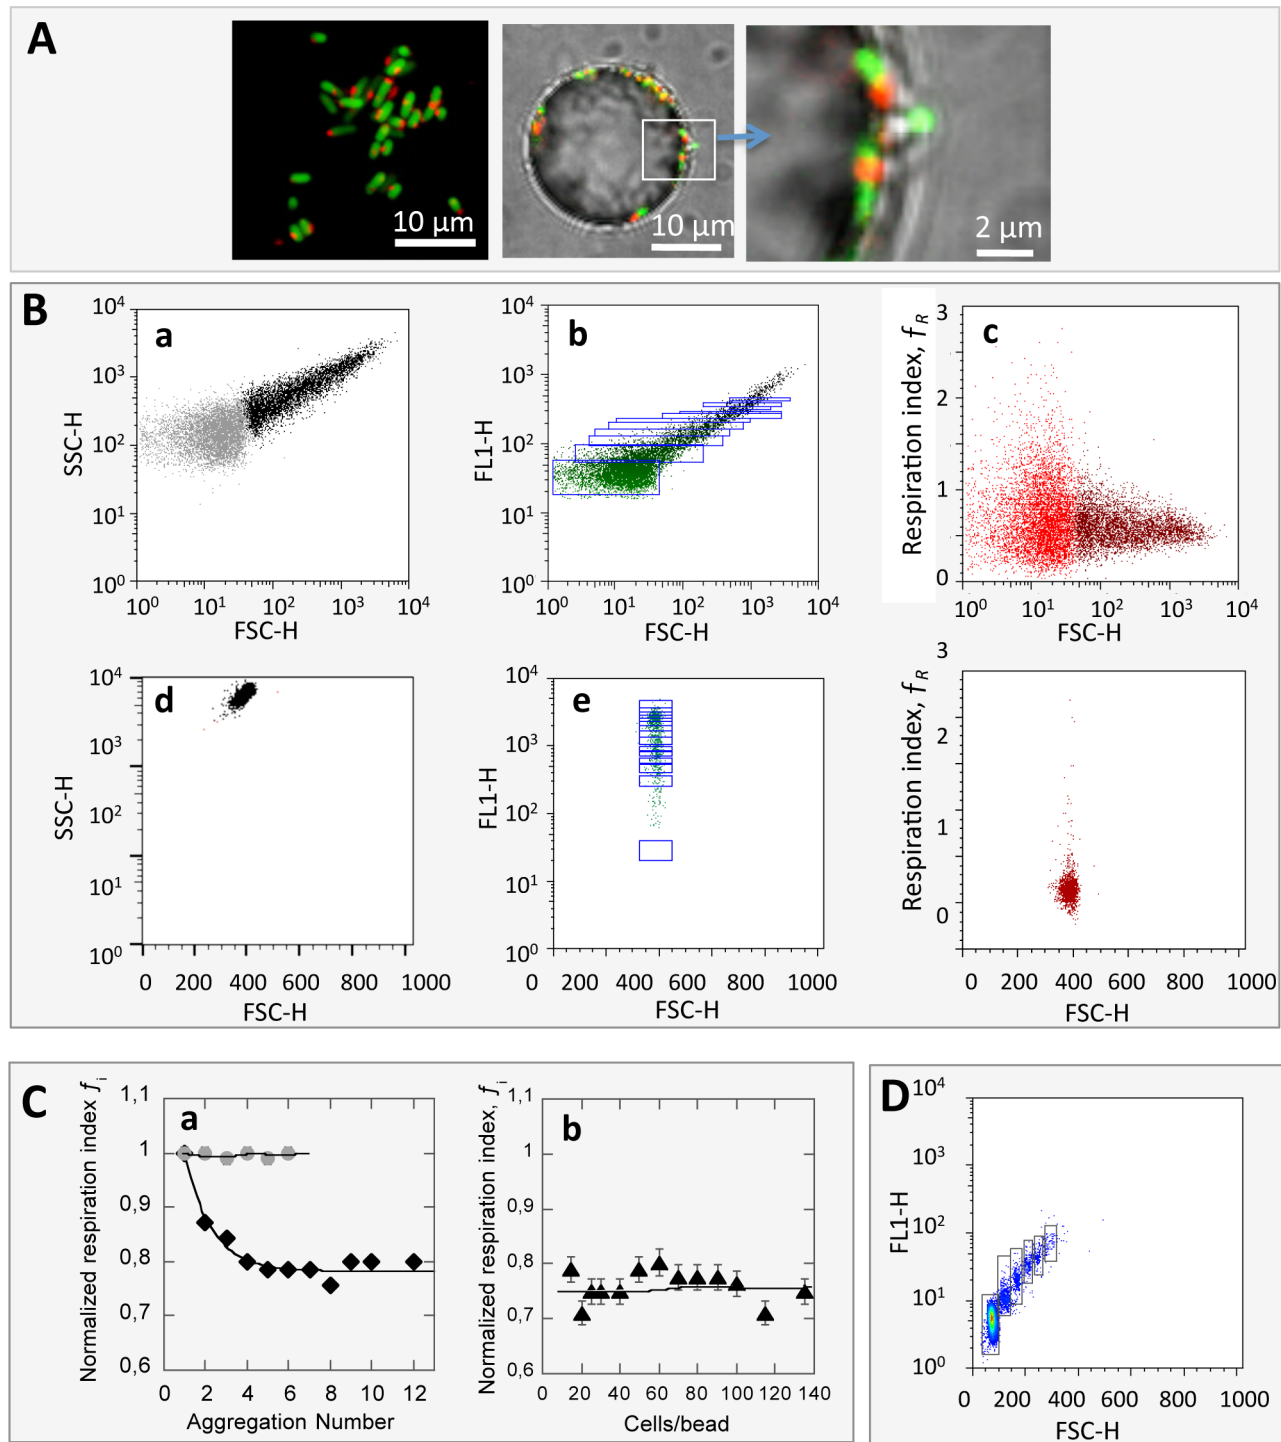 A
10 µm
10 µm
2 µm
B
a
SSC-H
10⁴
10³
10²
10¹
10⁰
10⁰ 10¹ 10² 10³ 10⁴
FSC-H
b
FL1-H
10⁴
10³
10²
10¹
10⁰
10⁰ 10¹ 10² 10³ 10⁴
FSC-H
c
Respiration index, f R
3
2
1
0
10⁰ 10¹ 10² 10³ 10⁴
FSC-H
d
SSC-H
10⁴
10³
10²
10¹
10⁰
0 200 400 600 800 1000
FSC-H
e
FL1-H
10⁴
10³
10²
10¹
10⁰
0 200 400 600 800 1000
FSC-H
Respiration index, f R
3
2
1
0
0 200 400 600 800 1000
FSC-H
C
a
Normalized respiration index f i
1,1
1
0,9
0,8
0,7
0,6
0 2 4 6 8 10 12
Aggregation Number
b
Normalized respiration index, f i
1,1
1
0,9
0,8
0,7
0,6
0 20 40 60 80 100 120 140
Cells/bead
D
FL1-H
10⁴
10³
10²
10¹
10⁰
0 200 400 600 800 1000
FSC-H